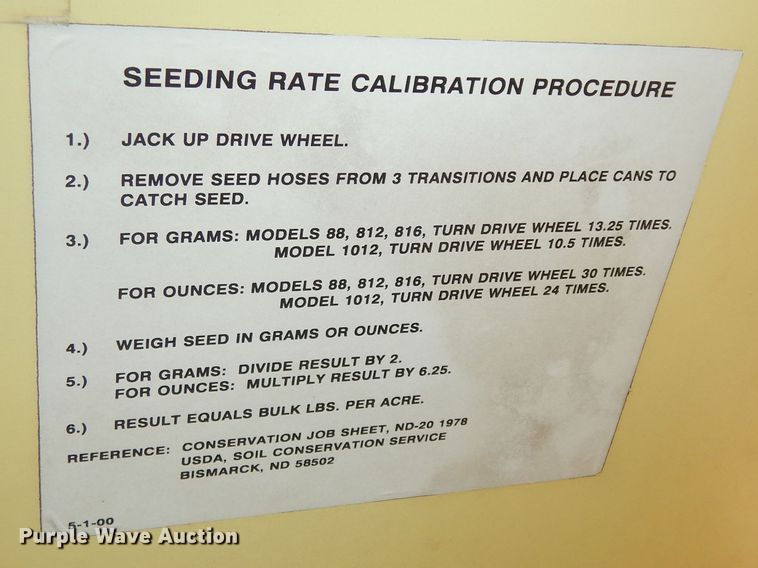 SEEDING RATE CALIBRATION PROCEDURE
1.) JACK UP DRIVE WHEEL.
2.) REMOVE SEED HOSES FROM 3 TRANSITIONS AND PLACE CANS TO
CATCH SEED.
3.) FOR GRAMS: MODELS 88, 812, 816, TURN DRIVE WHEEL 13.25 TIMES.
MODEL 1012, TURN DRIVE WHEEL 10.5 TIMES.
FOR OUNCES: MODELS 88, 812, 816, TURN DRIVE WHEEL 30 TIMES.
MODEL 1012, TURN DRIVE WHEEL 24 TIMES.
4.) WEIGH SEED IN GRAMS OR OUNCES.
5.) FOR GRAMS: DIVIDE RESULT BY 2.
FOR OUNCES: MULTIPLY RESULT BY 6.25.
6.) RESULT EQUALS BULK LBS. PER ACRE.
REFERENCE: CONSERVATION JOB SHEET, ND-20 1978
USDA, SOIL CONSERVATION SERVICE
BISMARCK, ND 58502
5-1-00
Purple Wave Auction